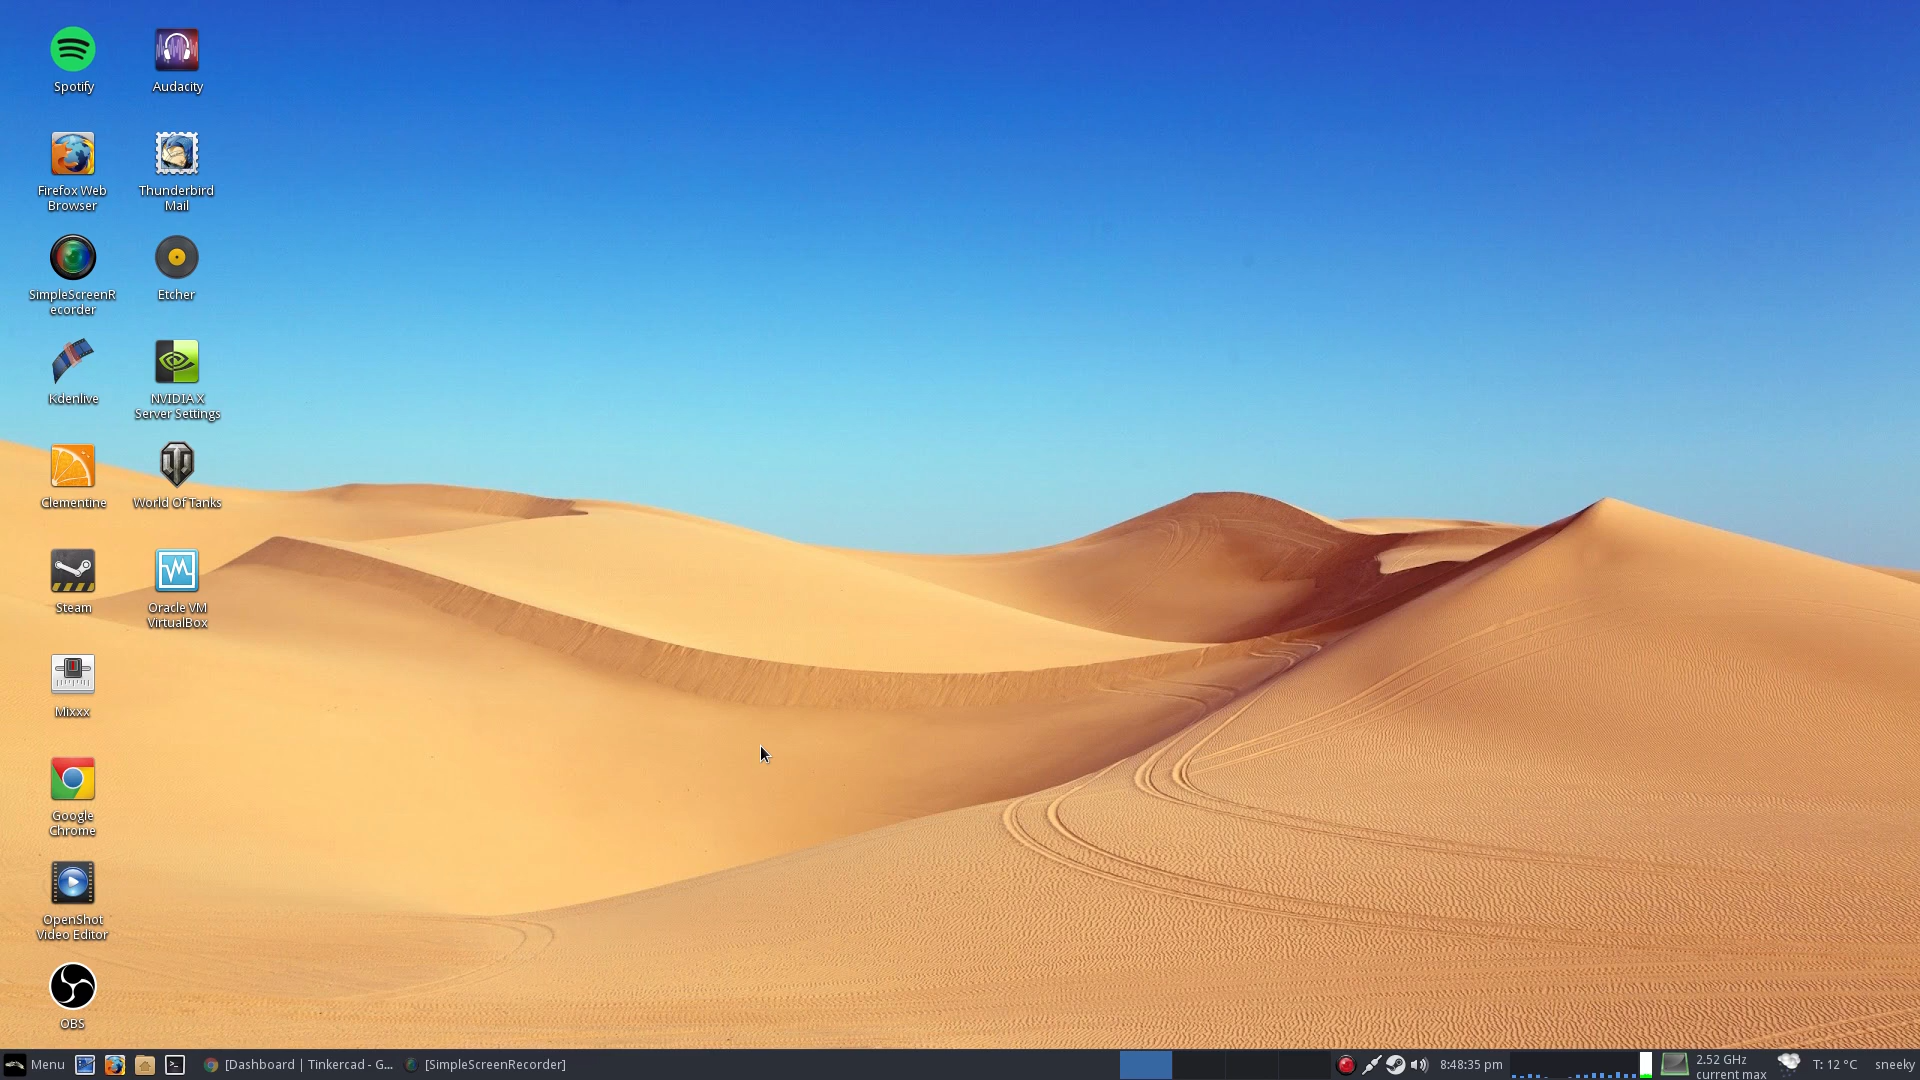 Spotify
Audacity
Firefox Web
Browser
Thunderbird
Mail
SimpleScreenR
ecorder
Etcher
Kdenlive
NVIDIA X
Server Settings
Clementine
World Of Tanks
Steam
Oracle VM
VirtualBox
Mixxx
Google
Chrome
OpenShot
Video Editor
OBS
Menu
[Dashboard | Tinkercad - G...
[SimpleScreenRecorder]
8:48:35 pm
2.52 GHz
current max
T: 12 °C
sneeky